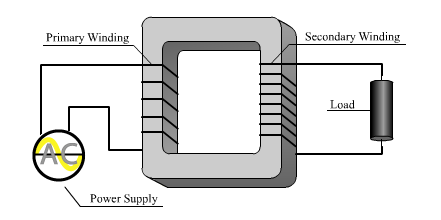 Primary Winding
Secondary Winding
Load
AC
Power Supply